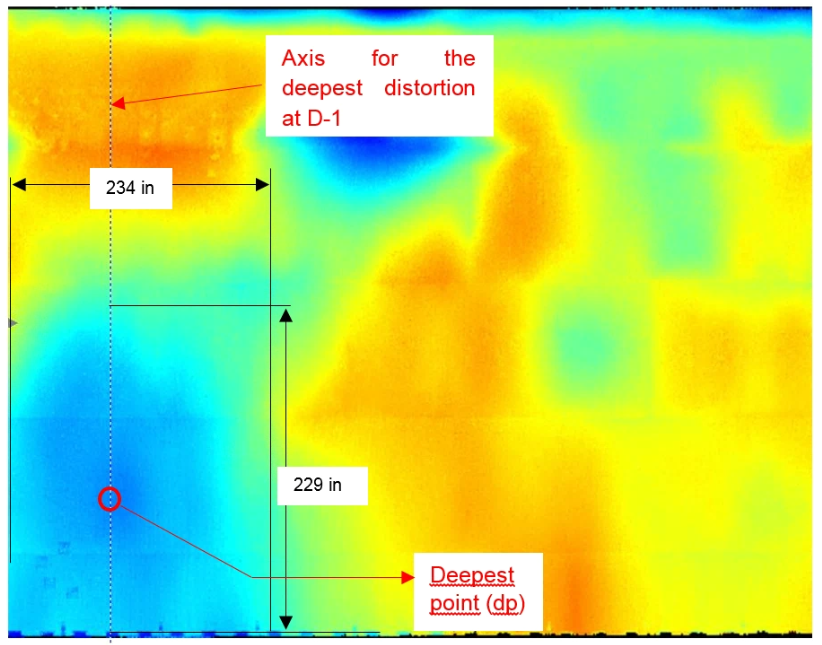 Axis for the
deepest distortion
at D-1
234 in
229 in
Deepest
point (dp)